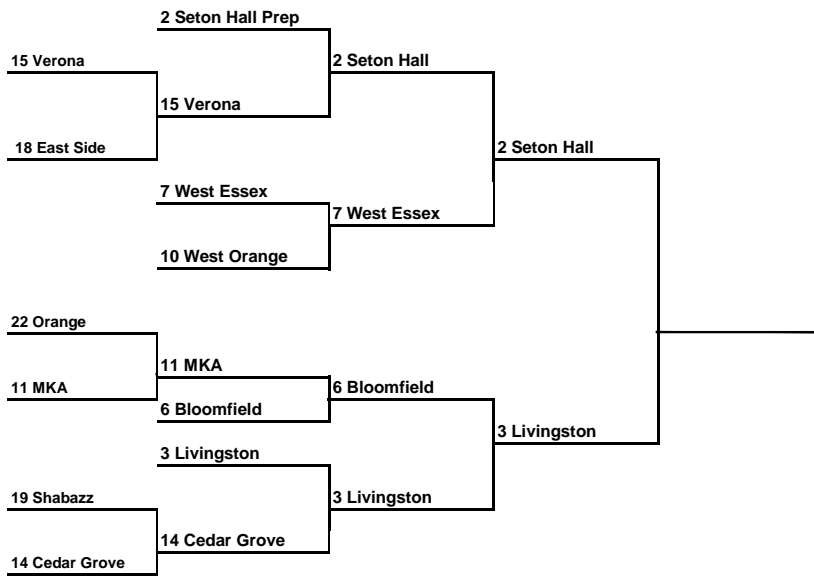 2 Seton Hall Prep
15 Verona
2 Seton Hall
15 Verona
18 East Side
2 Seton Hall
7 West Essex
7 West Essex
10 West Orange
22 Orange
11 MKA
11 MKA
6 Bloomfield
6 Bloomfield
3 Livingston
3 Livingston
19 Shabazz
3 Livingston
14 Cedar Grove
14 Cedar Grove